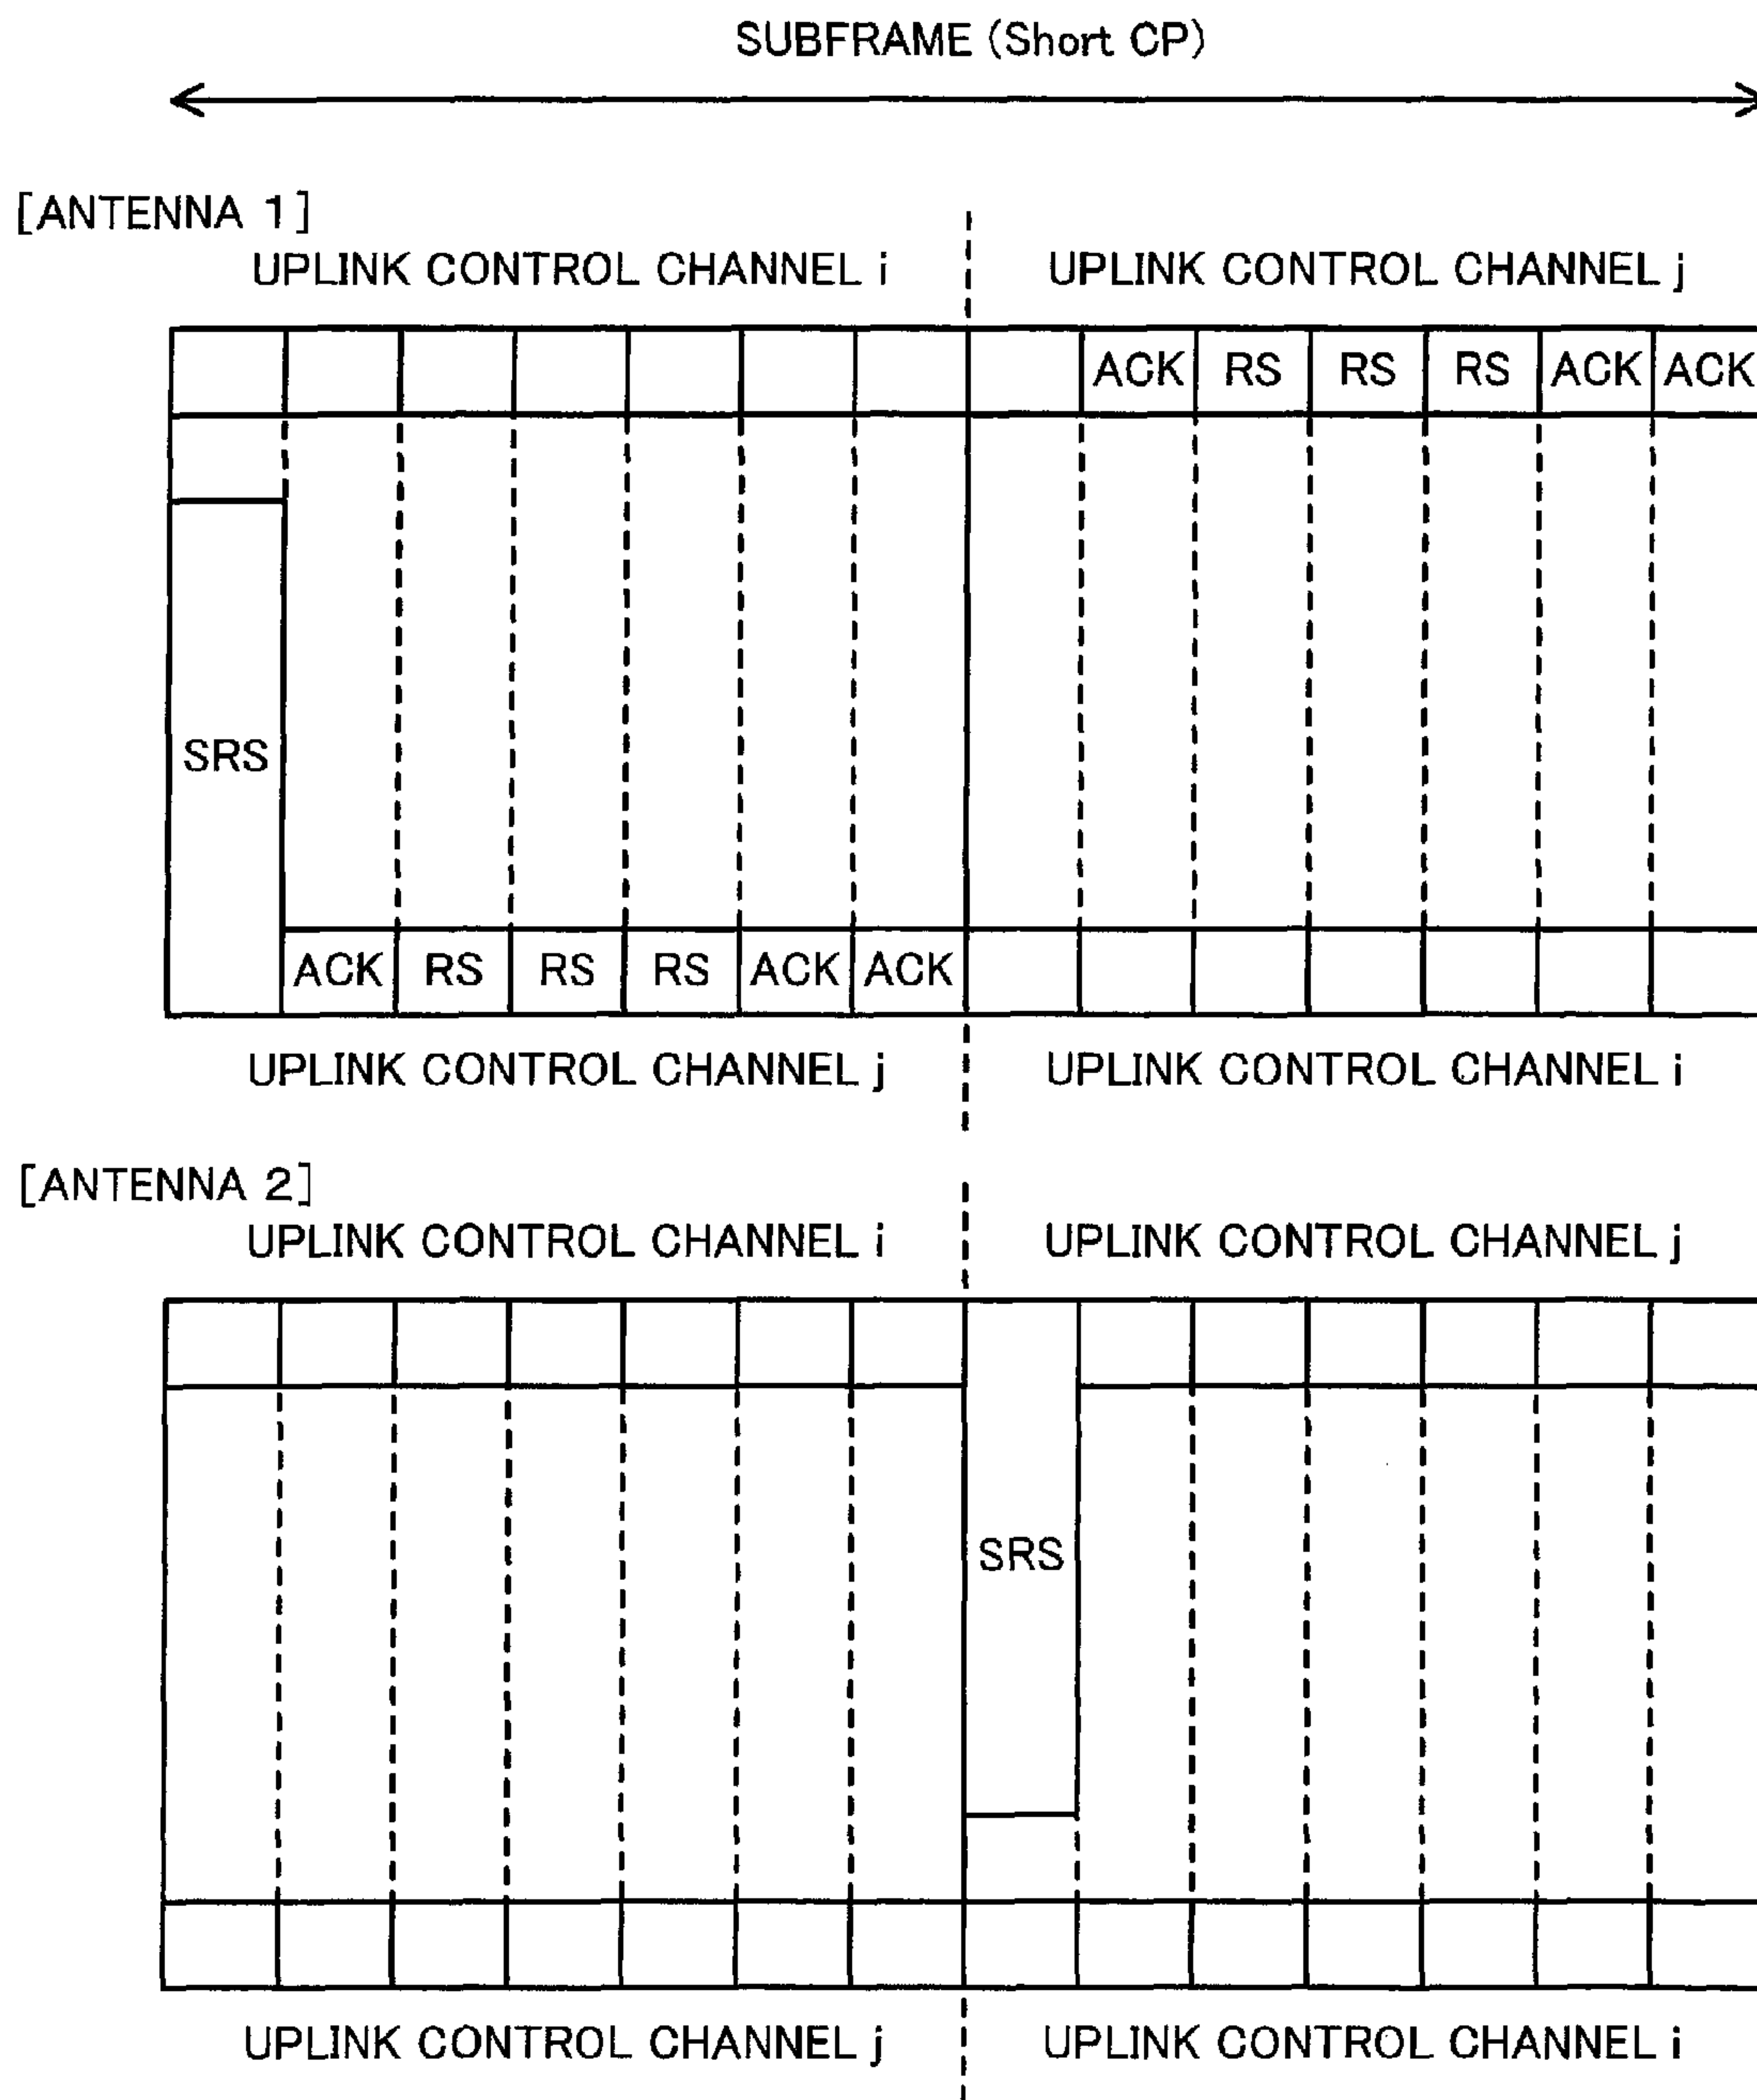 SUBFRAME (Short CP)
[ANTENNA 1]
UPLINK CONTROL CHANNEL i UPLINK CONTROL CHANNEL j
ACK RS RS RS ACK ACK
SRS
ACK RS RS RS ACK ACK
UPLINK CONTROL CHANNEL j UPLINK CONTROL CHANNEL i
[ANTENNA 2]
UPLINK CONTROL CHANNEL i UPLINK CONTROL CHANNEL j
SRS
UPLINK CONTROL CHANNEL j UPLINK CONTROL CHANNEL i